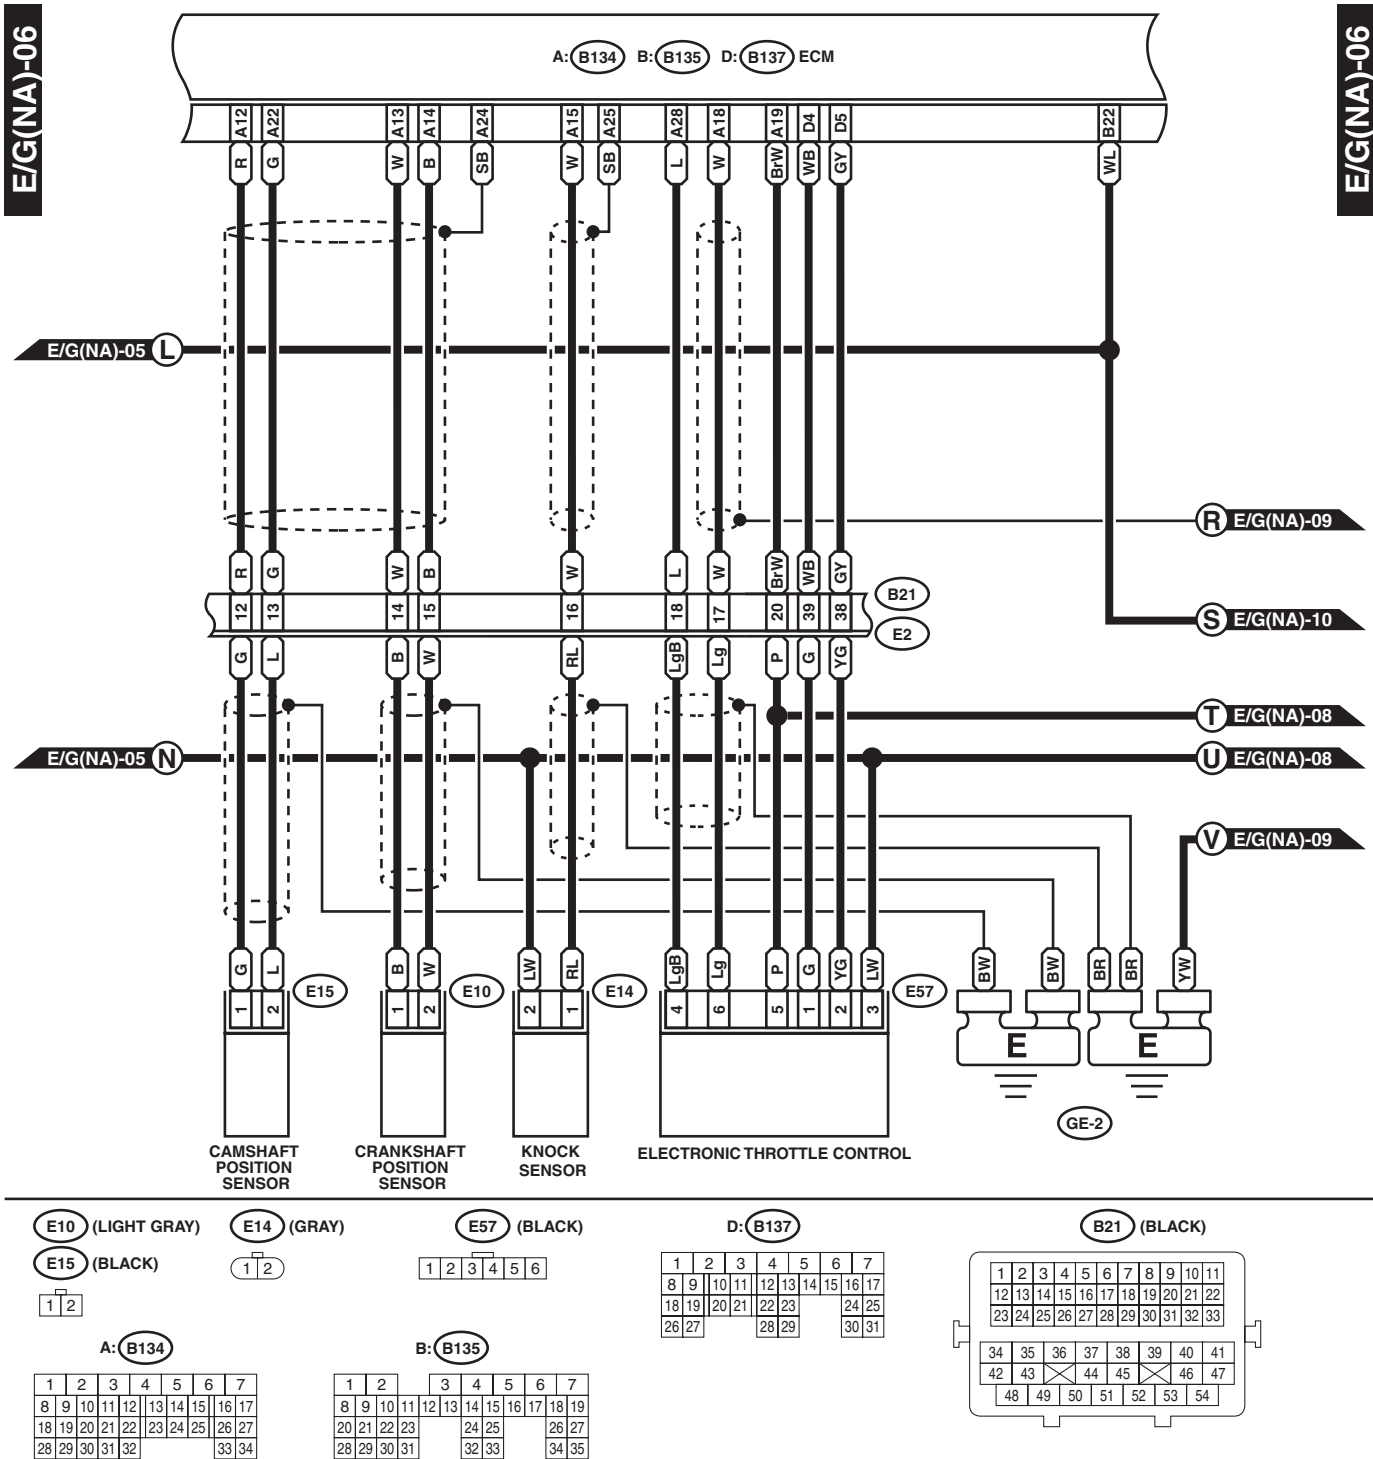 E/G(NA)-06
E/G(NA)-06
A: B134 B: B135 D: B137 ECM
A12 A22 A13 A14 A24 A15 A25 A28 A18 A19 D4 D5 B22
R G W B SB W SB L W BrW WB GY WL
E/G(NA)-05 L
R E/G(NA)-09
R G W B W L W BrW WB GY
12 13 14 15 16 18 17 20 39 38 B21
E2
S E/G(NA)-10
G L B W RL LgB Lg P G YG
T E/G(NA)-08
E/G(NA)-05 N
U E/G(NA)-08
V E/G(NA)-09
G L B W LW RL LgB Lg P G YG LW BW BW BR BR YW
1 2 E15 1 2 E10 2 1 E14 4 6 5 1 2 3 E57
E E
GE-2
CAMSHAFT
POSITION
SENSOR
CRANKSHAFT
POSITION
SENSOR
KNOCK
SENSOR
ELECTRONIC THROTTLE CONTROL
E10 (LIGHT GRAY)
E15 (BLACK)
1 2
E14 (GRAY)
1 2
E57 (BLACK)
1 2 3 4 5 6
D: B137
1 2 3 4 5 6 7
8 9 10 11 12 13 14 15 16 17
18 19 20 21 22 23 24 25
26 27 28 29 30 31
B21 (BLACK)
1 2 3 4 5 6 7 8 9 10 11
12 13 14 15 16 17 18 19 20 21 22
23 24 25 26 27 28 29 30 31 32 33
34 35 36 37 38 39 40 41
42 43 44 45 46 47
48 49 50 51 52 53 54
A: B134
1 2 3 4 5 6 7
8 9 10 11 12 13 14 15 16 17
18 19 20 21 22 23 24 25 26 27
28 29 30 31 32 33 34
B: B135
1 2 3 4 5 6 7
8 9 10 11 12 13 14 15 16 17 18 19
20 21 22 23 24 25 26 27
28 29 30 31 32 33 34 35